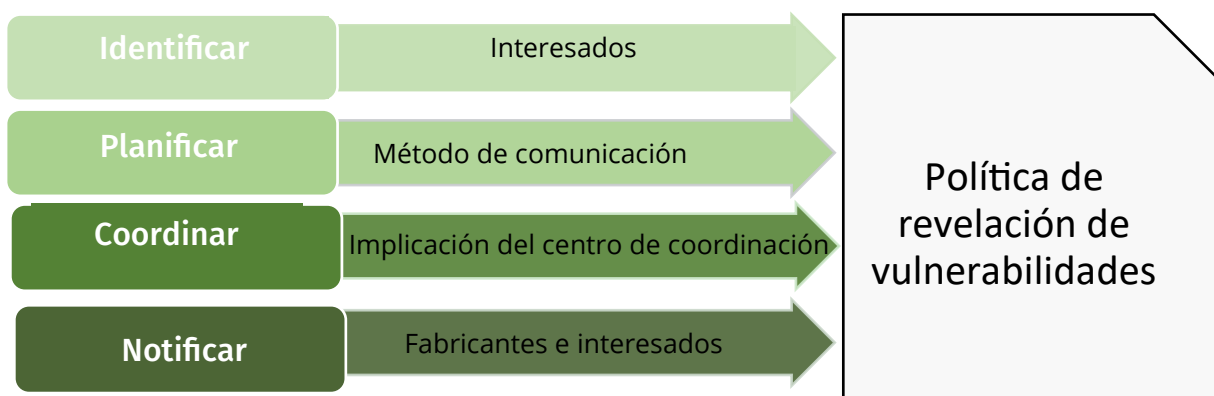 Identificar
Interesados
Planificar
Método de comunicación
Coordinar
Implicación del centro de coordinación
Notificar
Fabricantes e interesados
Política de
revelación de
vulnerabilidades